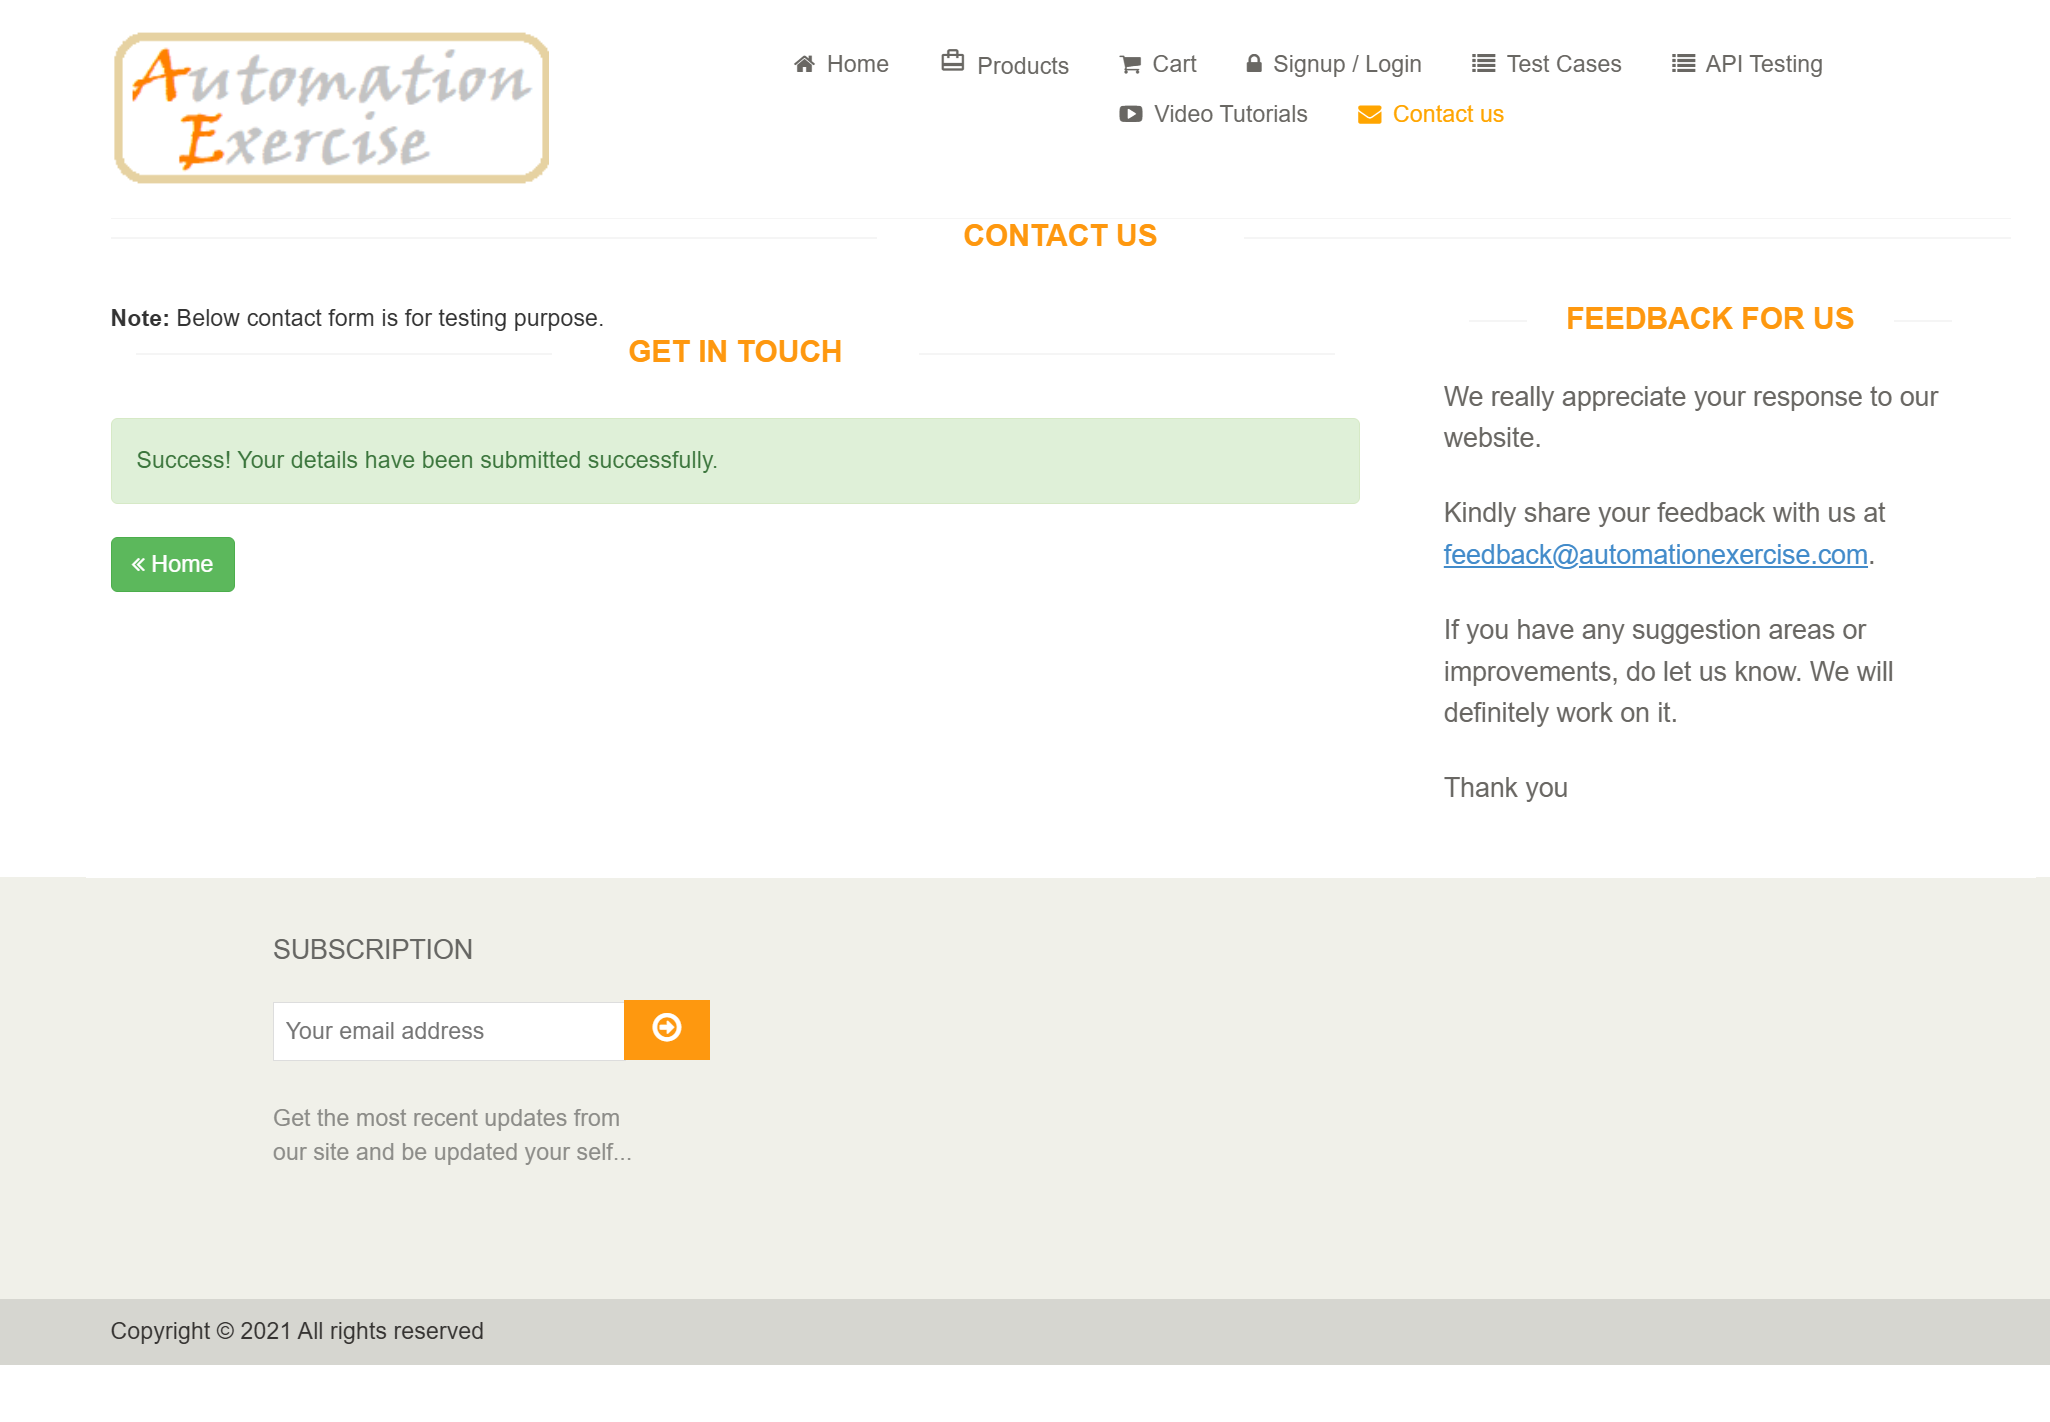 Automation
Exercise
Home Products Cart Signup / Login Test Cases API Testing
Video Tutorials Contact us
CONTACT US
Note: Below contact form is for testing purpose.
GET IN TOUCH
Success! Your details have been submitted successfully.
« Home
FEEDBACK FOR US
We really appreciate your response to our
website.
Kindly share your feedback with us at
feedback@automationexercise.com.
If you have any suggestion areas or
improvements, do let us know. We will
definitely work on it.
Thank you
SUBSCRIPTION
Your email address
Get the most recent updates from
our site and be updated your self...
Copyright © 2021 All rights reserved